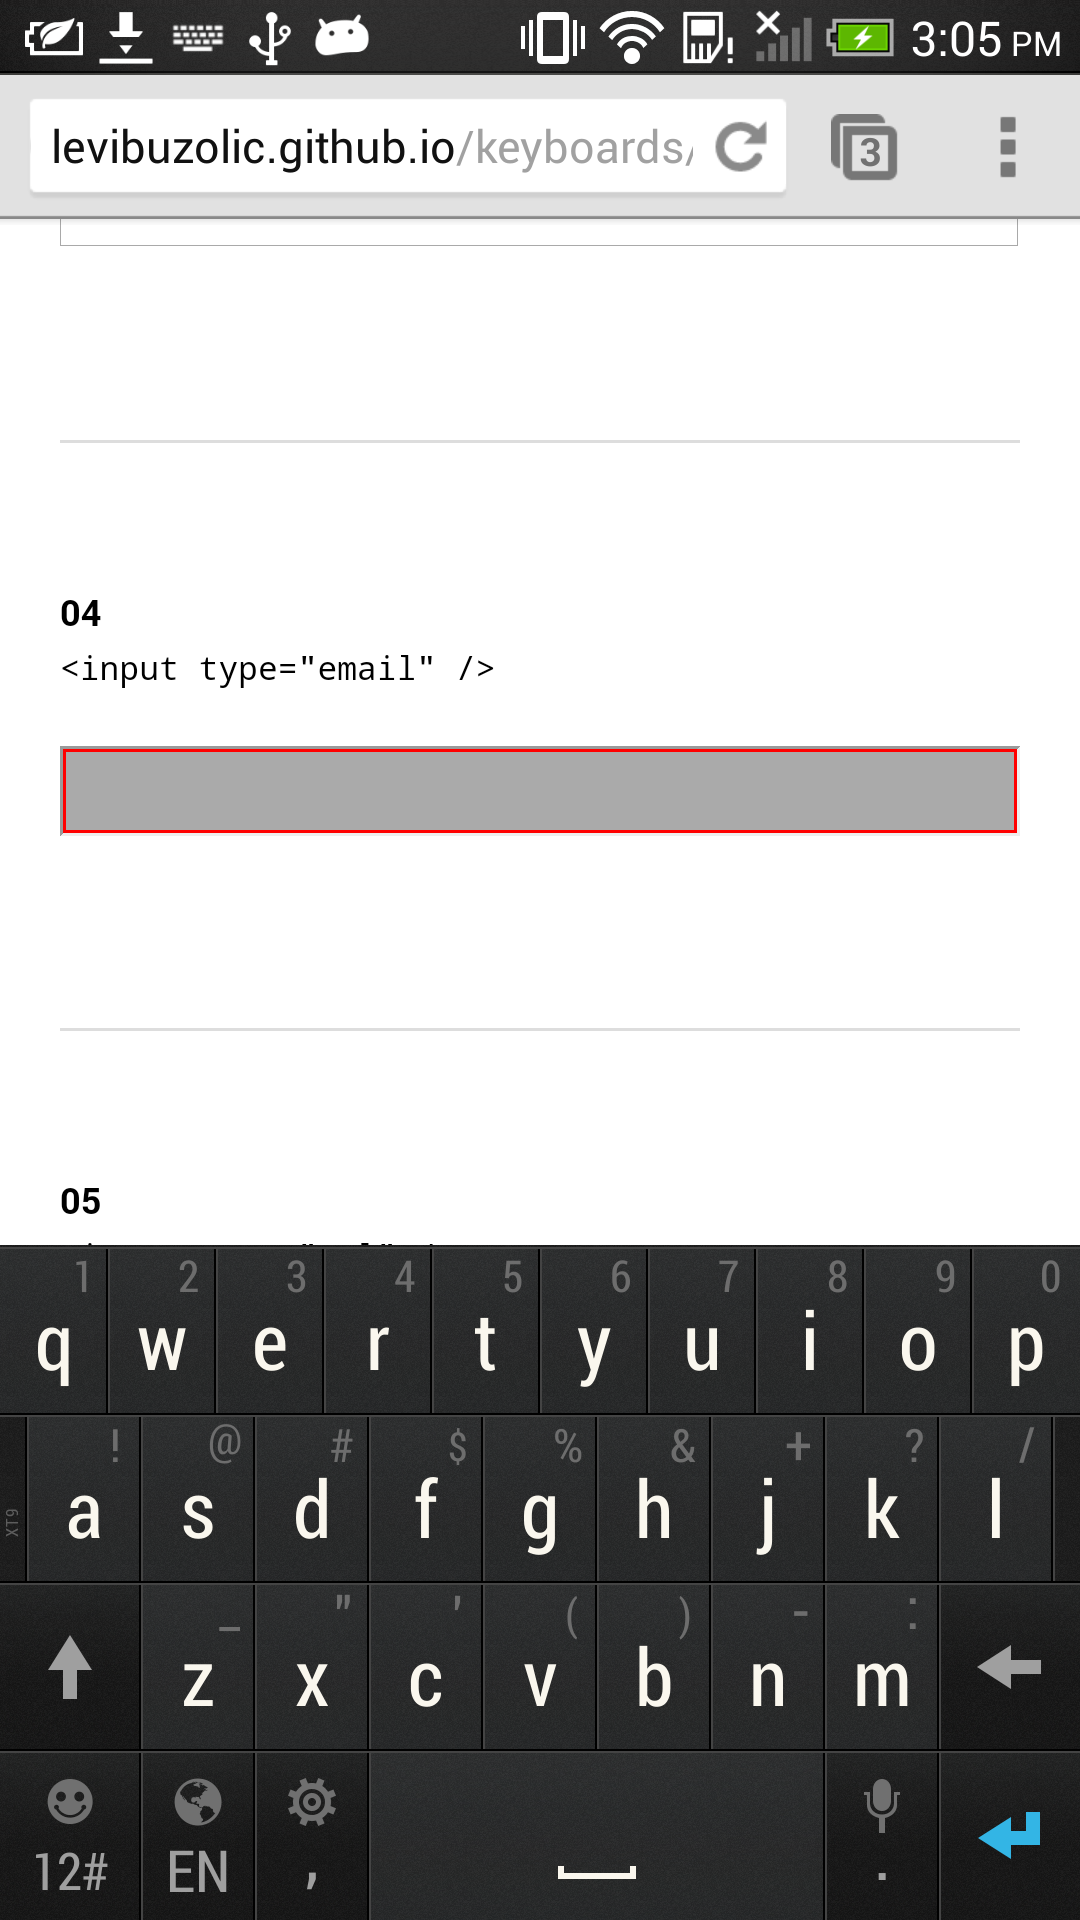 3:05 PM
levibuzolic.github.io/keyboards/
3
04
<input type="email" />
05
1 2 3 4 5 6 7 8 9 0
q w e r t y u i o p
! @ # $ % & + ? /
XT9 a s d f g h j k l
_ " ' ( ) - :
z x c v b n m
12# EN , .